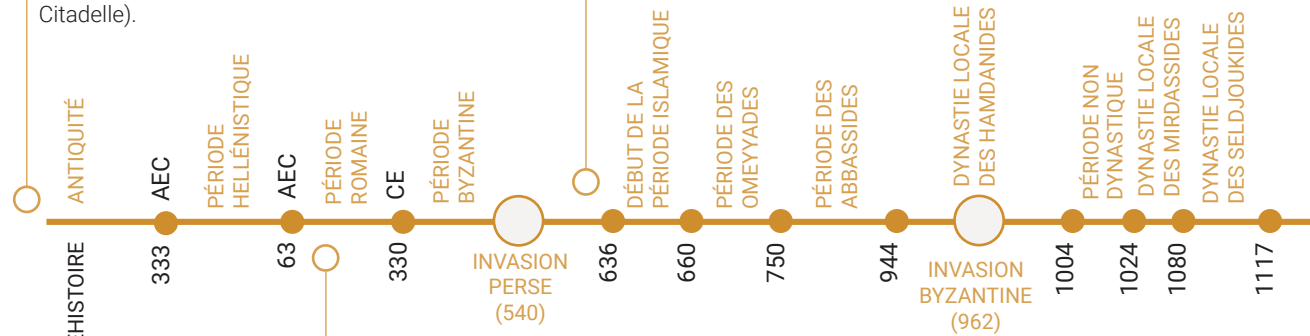 Citadelle).
ANTIQUITÉ
333 AEC
PÉRIODE
HELLÉNISTIQUE
63 AEC
PÉRIODE
ROMAINE
330 CE
PÉRIODE
BYZANTINE
INVASION
PERSE
(540)
636
DÉBUT DE LA
PÉRIODE ISLAMIQUE
660
PÉRIODE DES
OMEYYADES
750
PÉRIODE DES
ABBASSIDES
944
DYNASTIE LOCALE
DES HAMDANIDES
INVASION
BYZANTINE
(962)
1004
PÉRIODE NON
DYNASTIQUE
1024
DYNASTIE LOCALE
DES MIRDASSIDES
1080
DYNASTIE LOCALE
DES SELDJOUKIDES
1117